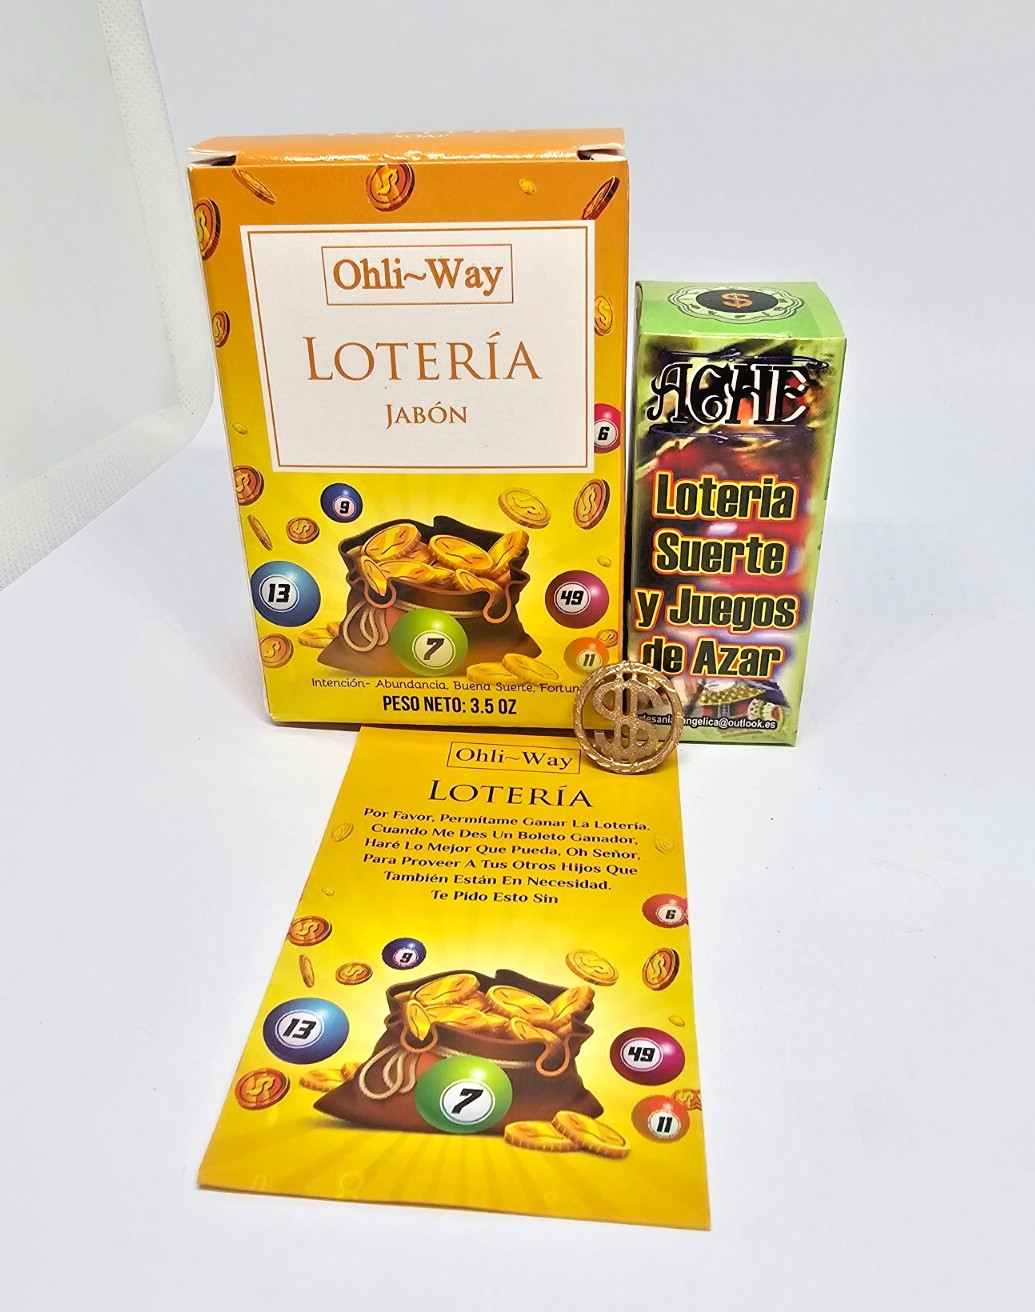 Ohli~Way
LOTERÍA
JABÓN
6
9
13
49
7
11
Intención- Abundancia, Buena Suerte, Fortun
PESO NETO: 3.5 OZ
$
ACHE
Loteria
Suerte
y Juegos
de Azar
angelica@outlook.es
$
Ohli~Way
LOTERÍA
Por Favor, Permítame Ganar La Lotería.
Cuando Me Des Un Boleto Ganador,
Haré Lo Mejor Que Pueda, Oh Señor,
Para Proveer A Tus Otros Hijos Que
También Están En Necesidad.
Te Pido Esto Sin
6
9
13
49
7
11